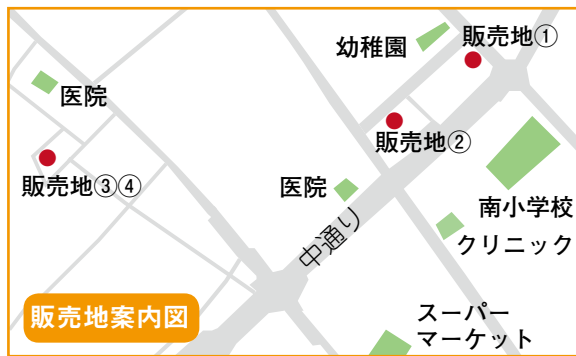 幼稚園
販売地①
医院
販売地②
販売地③④
医院
南小学校
中通り
クリニック
販売地案内図
スーパー
マーケット